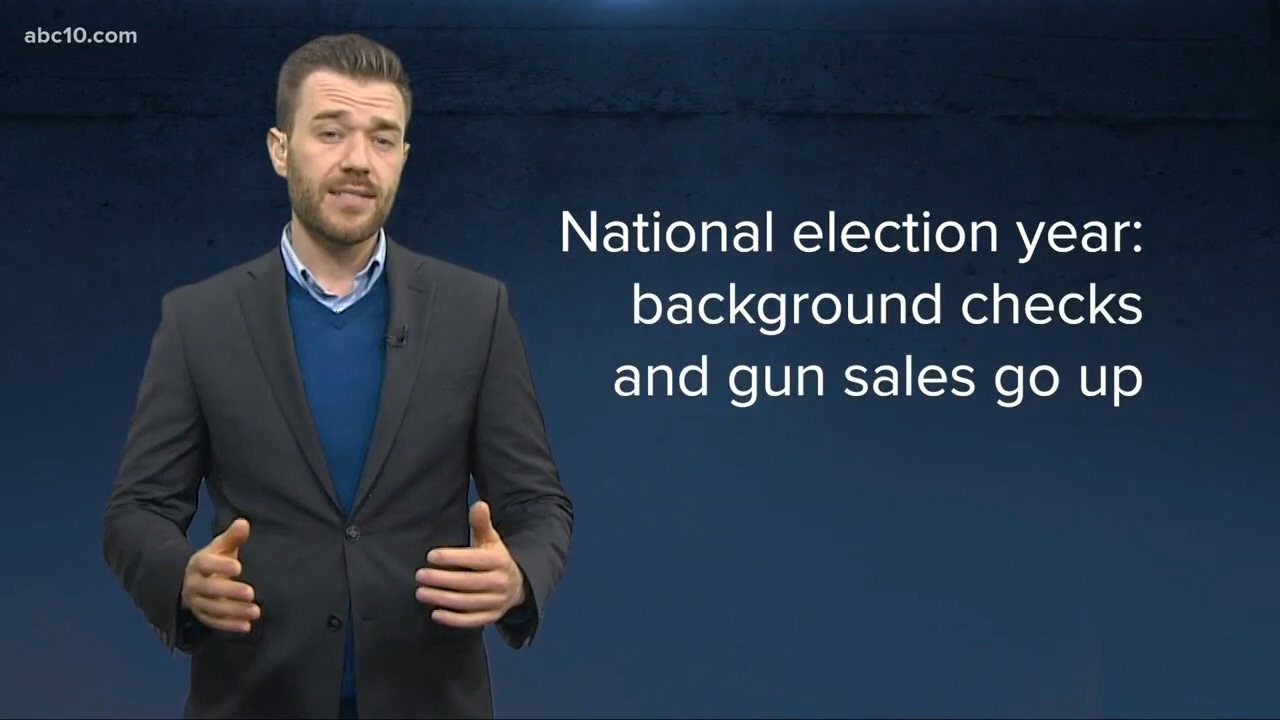 abc10.com
National election year:
background checks
and gun sales go up